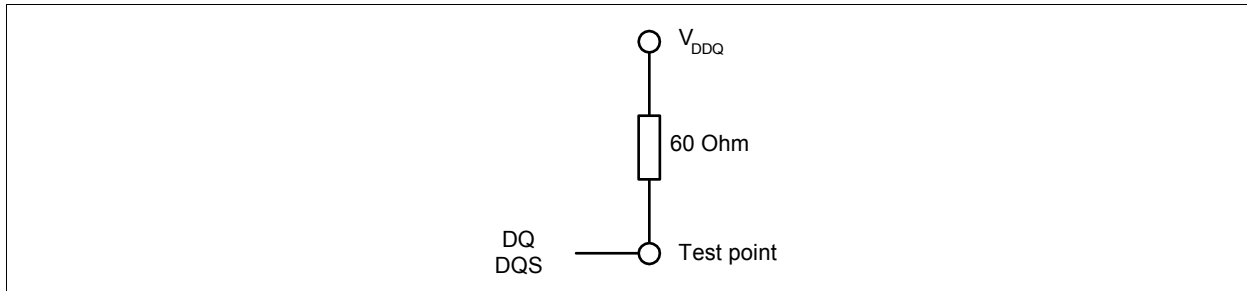 VDDQ
60 Ohm
DQ
DQS
Test point